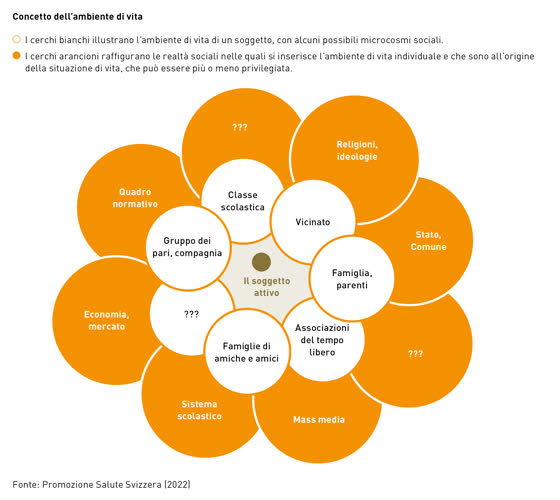 Concetto dell'ambiente di vita
I cerchi bianchi illustrano l'ambiente di vita di un soggetto, con alcuni possibili microcosmi sociali.
I cerchi arancioni raffigurano le realtà sociali nelle quali si inserisce l'ambiente di vita individuale e che sono all'origine
della situazione di vita, che può essere più o meno privilegiata.
???
Religioni,
ideologie
Quadro
normativo
Classe
scolastica
Vicinato
Stato,
Comune
Gruppo dei
pari, compagnia
Il soggetto
attivo
Famiglia,
parenti
Economia,
mercato
???
Famiglie di
amiche e amici
Associazioni
del tempo
libero
???
Sistema
scolastico
Mass media
Fonte: Promozione Salute Svizzera (2022)